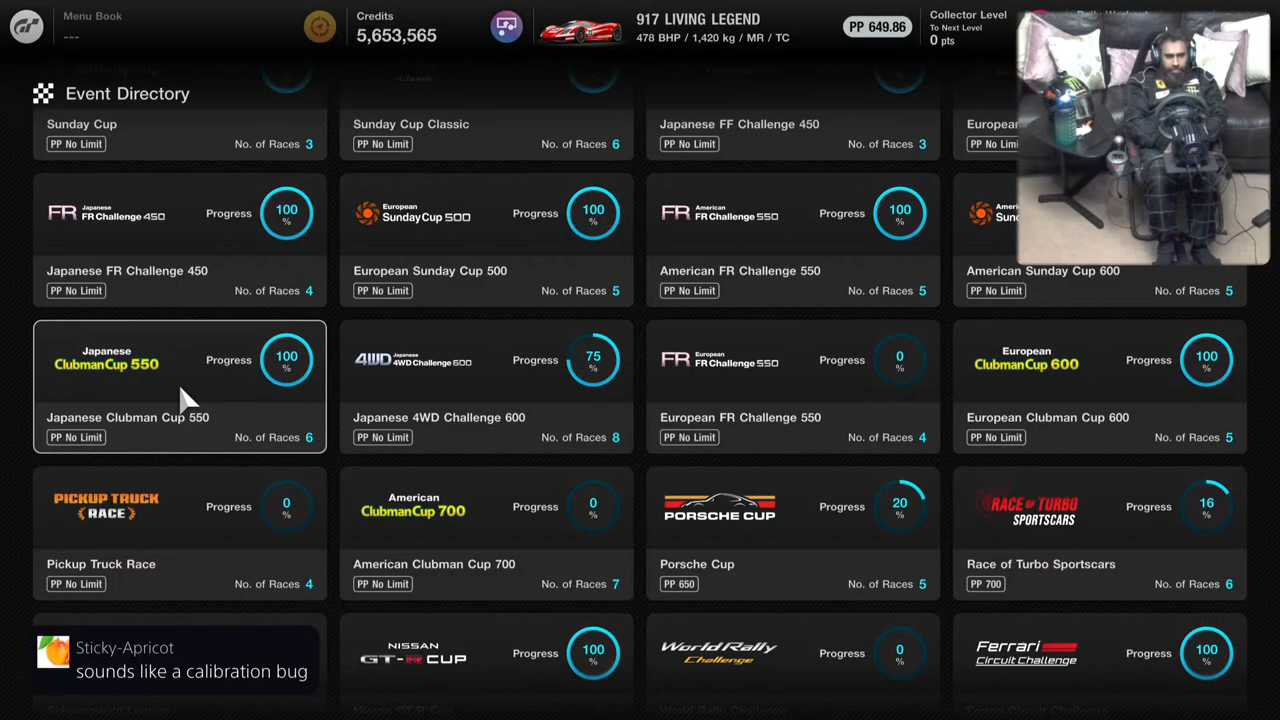 Menu Book
---
Credits
5,653,565
917 LIVING LEGEND
478 BHP / 1,420 kg / MR / TC
PP 649.86
Collector Level
To Next Level
0 pts
Event Directory
Sunday Cup
PP No Limit
No. of Races 3
Sunday Cup Classic
PP No Limit
No. of Races 6
Japanese FF Challenge 450
PP No Limit
No. of Races 3
European
FR Japanese
FR Challenge 450
Progress
100
%
Japanese FR Challenge 450
PP No Limit
No. of Races 4
European
Sunday Cup 500
Progress
100
%
European Sunday Cup 500
PP No Limit
No. of Races 5
FR American
FR Challenge 550
Progress
100
%
American FR Challenge 550
PP No Limit
No. of Races 5
American Sunday Cup 600
PP No Limit
No. of Races 5
Japanese
Clubman Cup 550
Progress
100
%
Japanese Clubman Cup 550
PP No Limit
No. of Races 6
4WD Japanese
4WD Challenge 600
Progress
75
%
Japanese 4WD Challenge 600
PP No Limit
No. of Races 8
FR European
FR Challenge 550
Progress
0
%
European FR Challenge 550
PP No Limit
No. of Races 4
European
Clubman Cup 600
Progress
100
%
European Clubman Cup 600
PP No Limit
No. of Races 5
PICKUP TRUCK
RACE
Progress
0
%
Pickup Truck Race
PP No Limit
No. of Races 4
American
Clubman Cup 700
Progress
0
%
American Clubman Cup 700
PP No Limit
No. of Races 7
PORSCHE CUP
Progress
20
%
Porsche Cup
PP 650
No. of Races 5
RACE OF TURBO
SPORTSCARS
Progress
16
%
Race of Turbo Sportscars
PP 700
No. of Races 6
Sticky-Apricot
sounds like a calibration bug
NISSAN
GT-R CUP
Progress
100
%
World Rally
Challenge
Progress
0
%
Ferrari
Circuit Challenge
Progress
100
%